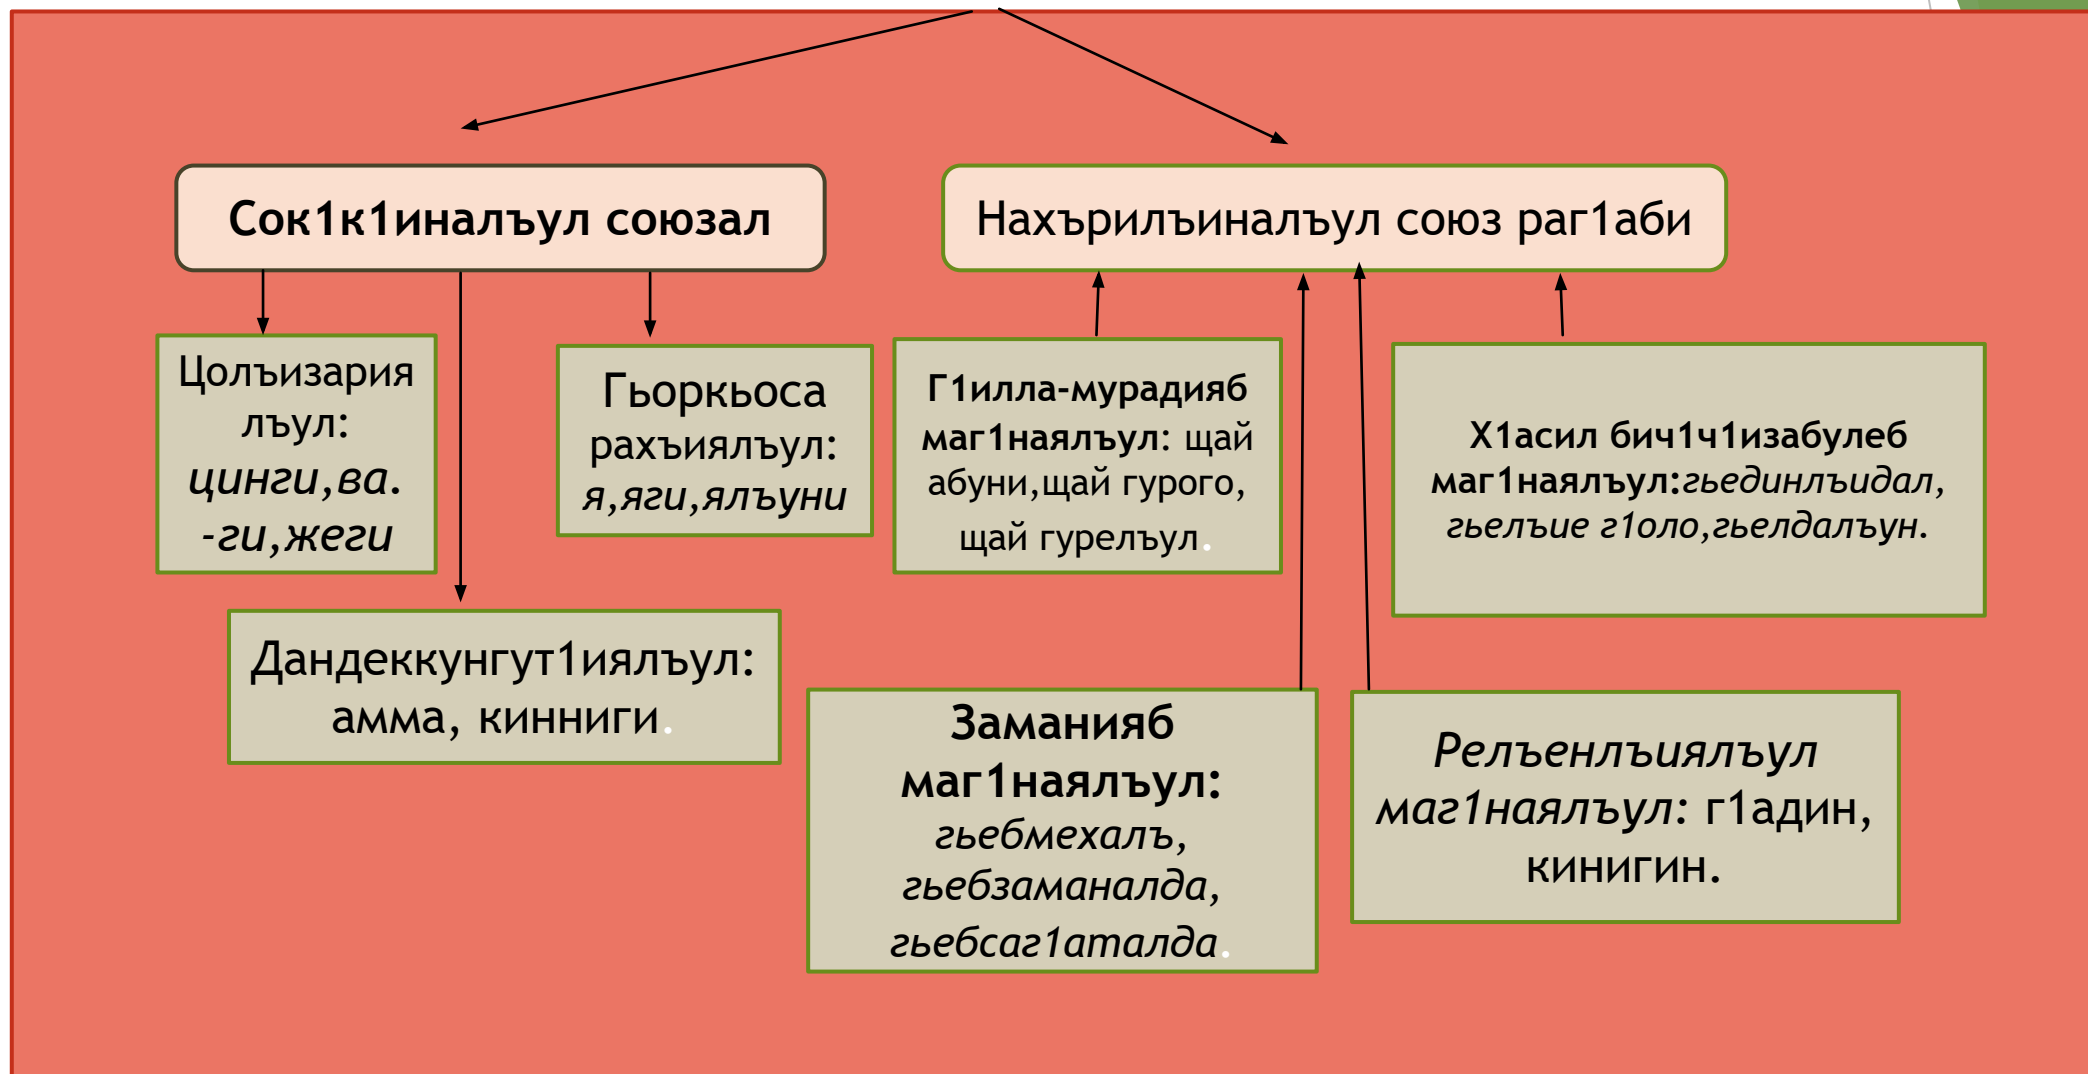 Сок1к1иналъул союзал
Нахърилъиналъул союз раг1аби
Цолъизария
лъул:
цинги,ва.
-ги,жеги
Гьоркьоса
рахъиялъул:
я,яги,ялъуни
Г1илла-мурадияб
маг1наялъул: щай
абуни,щай гурого,
щай гурелъул.
Х1асил бич1ч1изабулеб
маг1наялъул:гьединлъидал,
гьелъие г1оло,гьелдалъун.
Дандеккунгут1иялъул:
амма, кинниги.
Заманияб
маг1наялъул:
гьебмехалъ,
гьебзаманалда,
гьебсаг1аталда.
Релъенлъиялъул
маг1наялъул: г1адин,
кинигин.